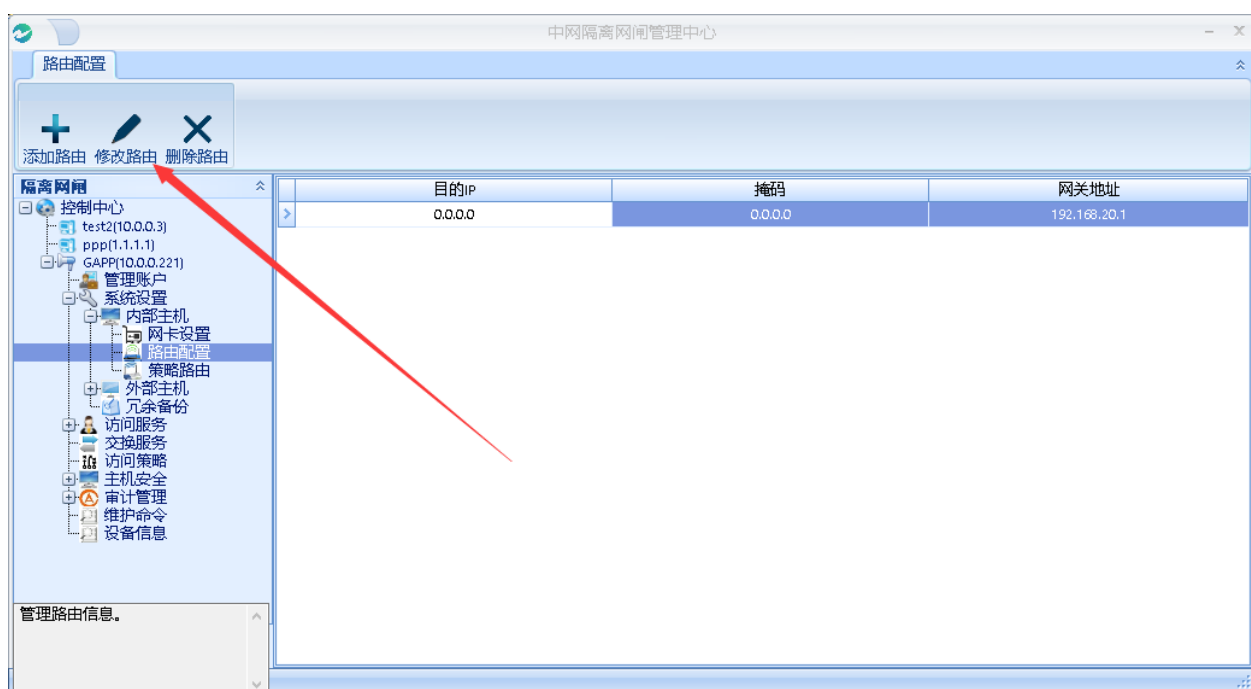 中网隔离网闸管理中心
路由配置
添加路由 修改路由 删除路由
隔离网闸
控制中心
test2(10.0.0.3)
ppp(1.1.1.1)
GAPP(10.0.0.221)
管理账户
系统设置
内部主机
网卡设置
路由配置
策略路由
外部主机
冗余备份
访问服务
交换服务
访问策略
主机安全
审计管理
维护命令
设备信息
管理路由信息。
目的IP 掩码 网关地址
0.0.0.0 0.0.0.0 192.168.20.1